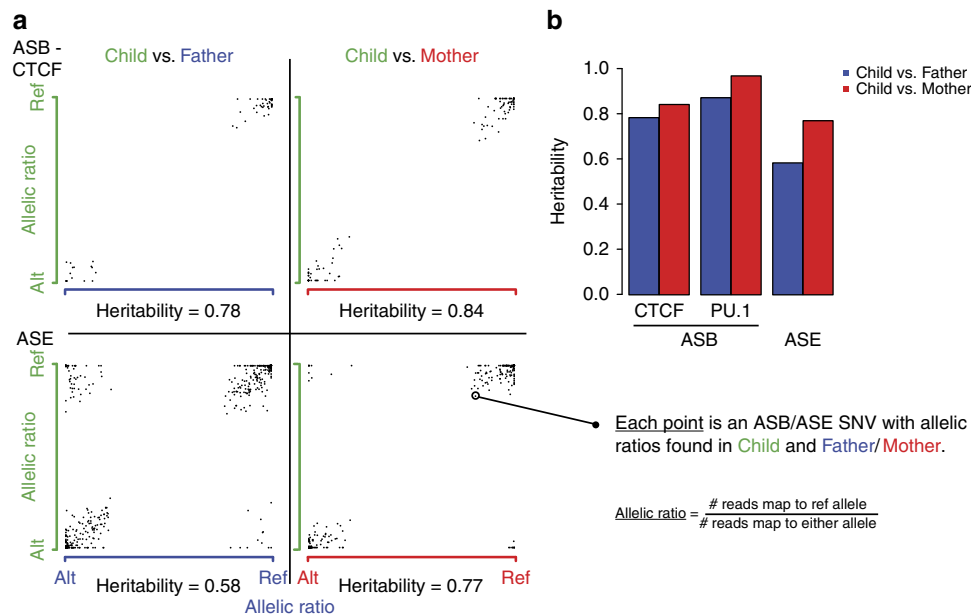 a
ASB -
CTCF
Child vs. Father
Child vs. Mother
Ref
Allelic ratio
Alt
Heritability = 0.78
Heritability = 0.84
ASE
Ref
Allelic ratio
Alt
Alt
Ref
Alt
Ref
Heritability = 0.58
Heritability = 0.77
Allelic ratio
b
1.0
0.8
0.6
0.4
0.2
0.0
Heritability
Child vs. Father
Child vs. Mother
CTCF
PU.1
ASB
ASE
Each point is an ASB/ASE SNV with allelic
ratios found in Child and Father/Mother.
Allelic ratio = # reads map to ref allele
# reads map to either allele